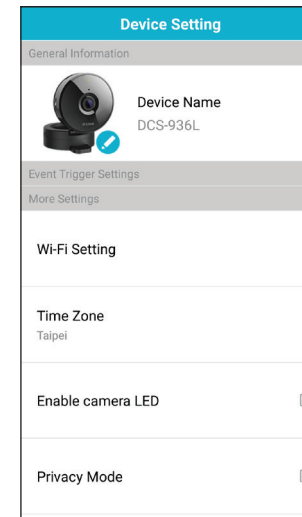 Device Setting
General Information
Device Name
DCS-936L
Event Trigger Settings
More Settings
Wi-Fi Setting
Time Zone
Taipei
Enable camera LED
Privacy Mode